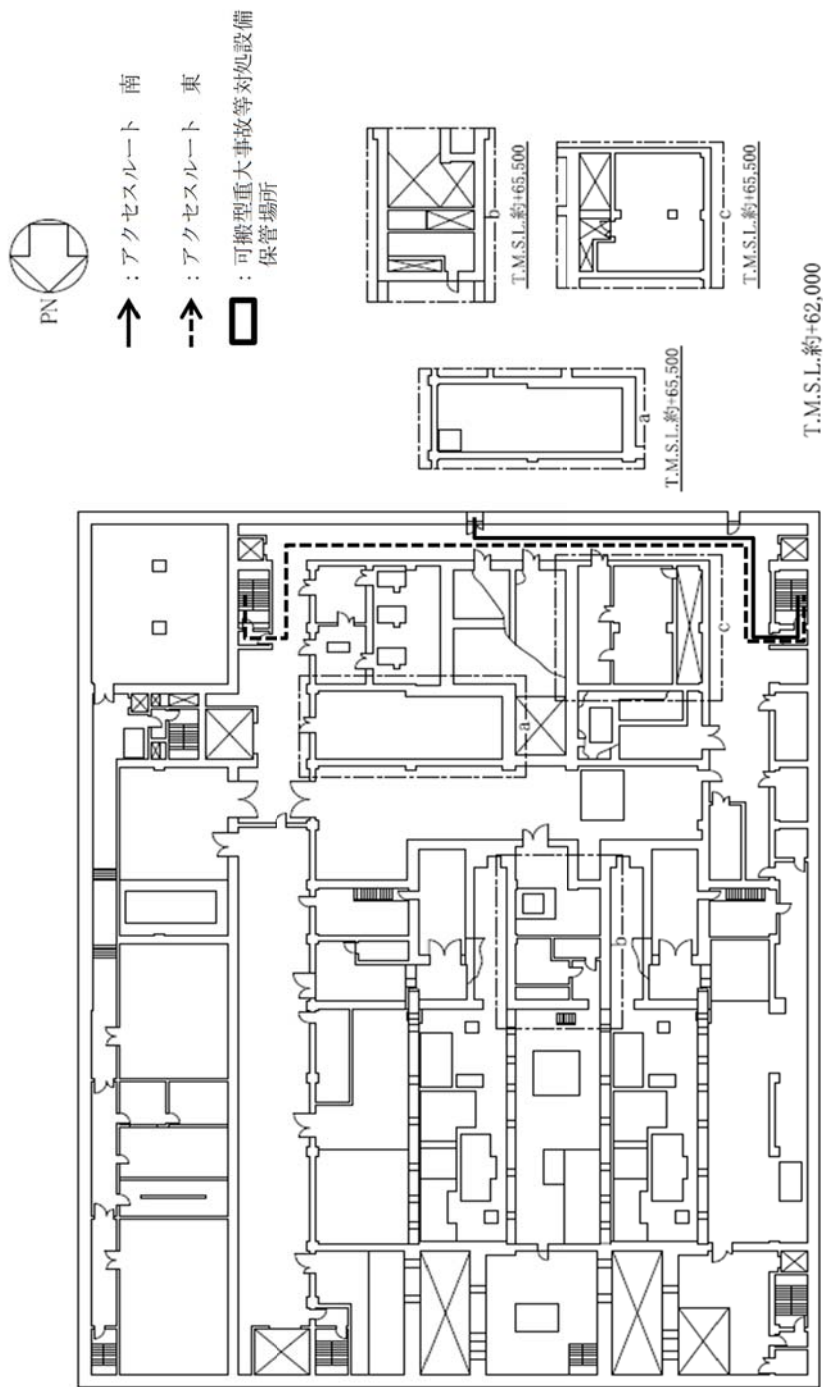 PN
：アクセスルート 南
：アクセスルート 東
：可搬型重大事故等対処設備
保管場所
b
T.M.S.L.約+65,500
c
T.M.S.L.約+65,500
a
T.M.S.L.約+65,500
T.M.S.L.約+62,000
a
c
b